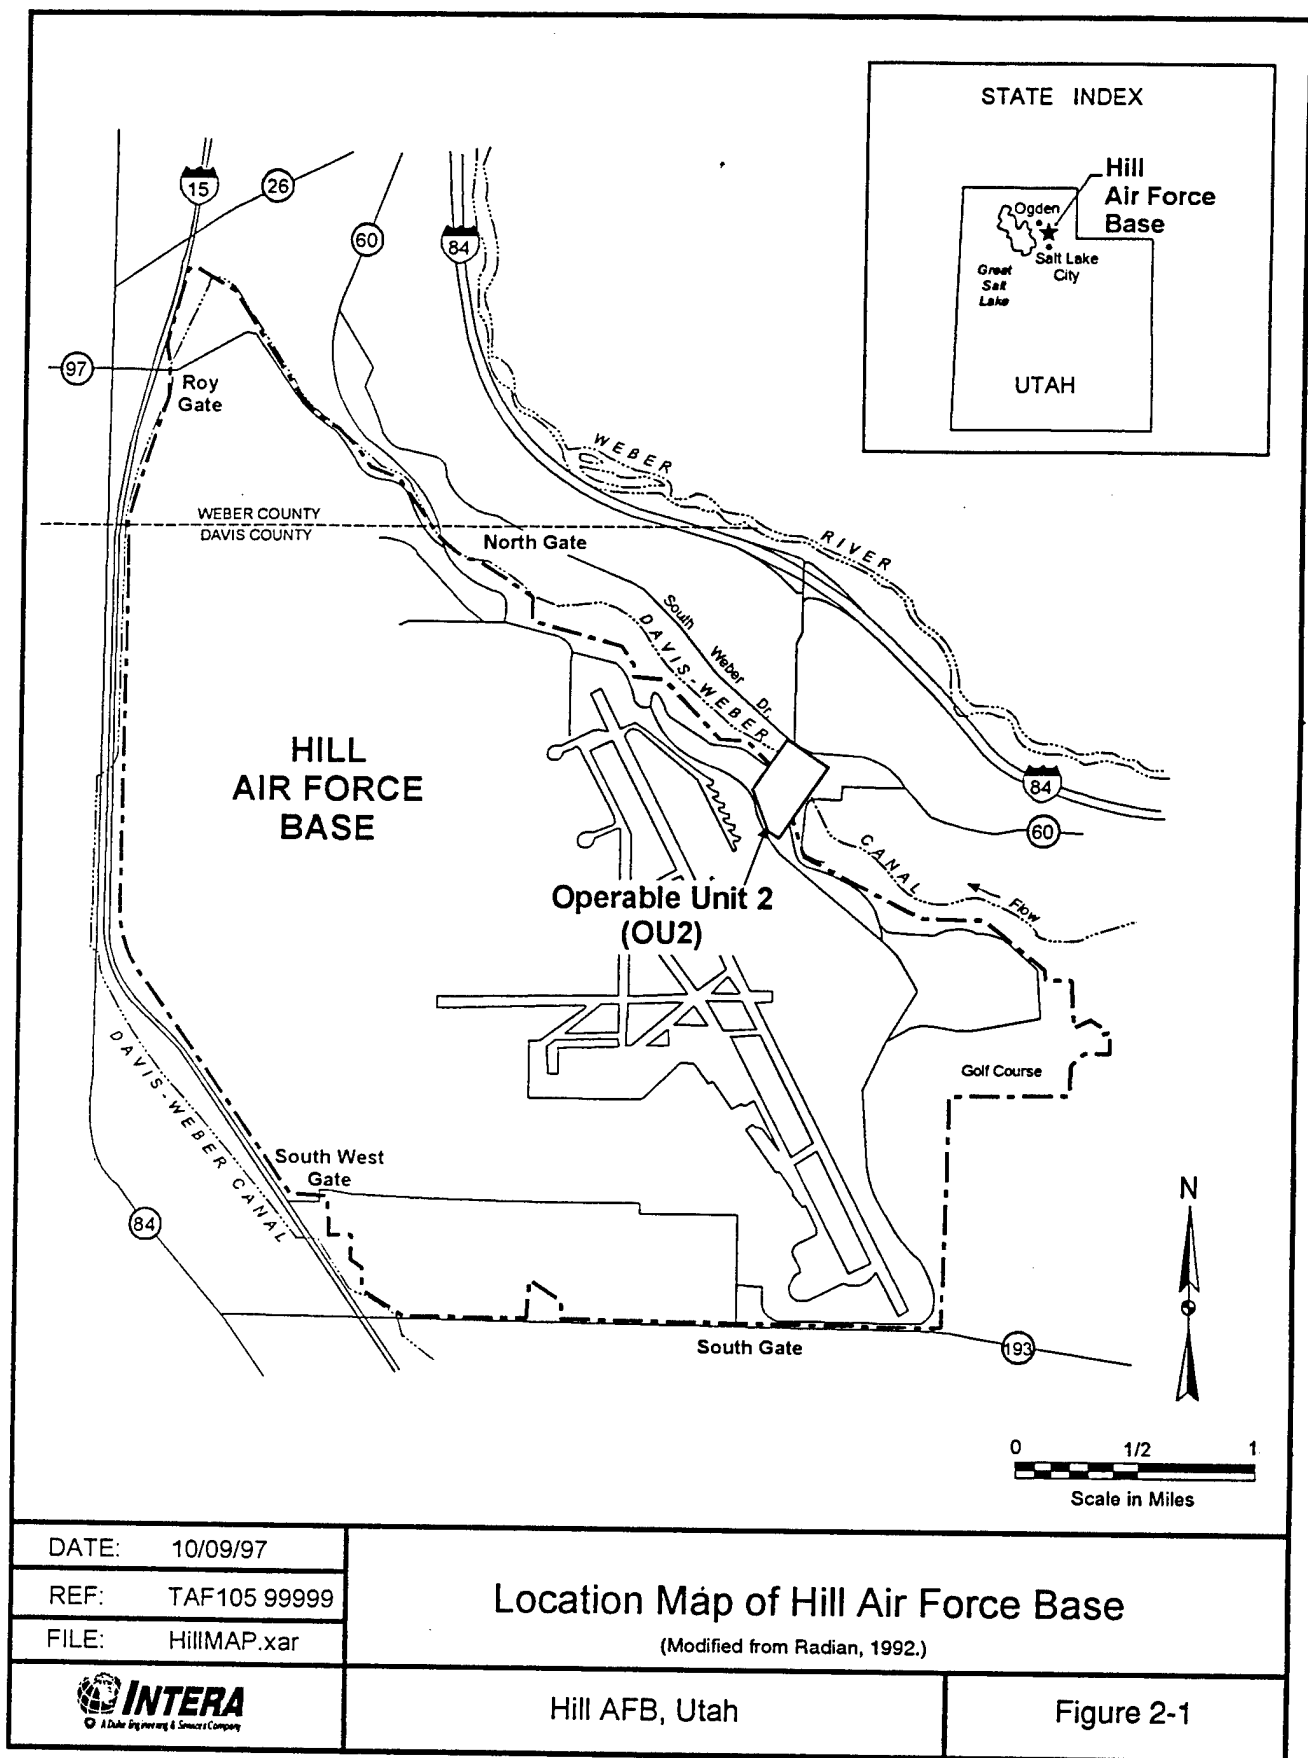 STATE INDEX
Hill
Air Force
Base
Ogden
Salt Lake
City
Great
Salt
Lake
UTAH
15
26
60
84
97
Roy
Gate
WEBER
RIVER
WEBER COUNTY
DAVIS COUNTY
North Gate
South
Weber
Dr.
DAVIS-WEBER
CANAL
Flow
84
60
HILL
AIR FORCE
BASE
Operable Unit 2
(OU2)
Golf Course
DAVIS-WEBER CANAL
South West
Gate
84
South Gate
193
N
0 1/2 1
Scale in Miles
DATE: 10/09/97
REF: TAF105 99999
FILE: HillMAP.xar
Location Map of Hill Air Force Base
(Modified from Radian, 1992.)
INTERA
A Duke Engineering & Services Company
Hill AFB, Utah
Figure 2-1